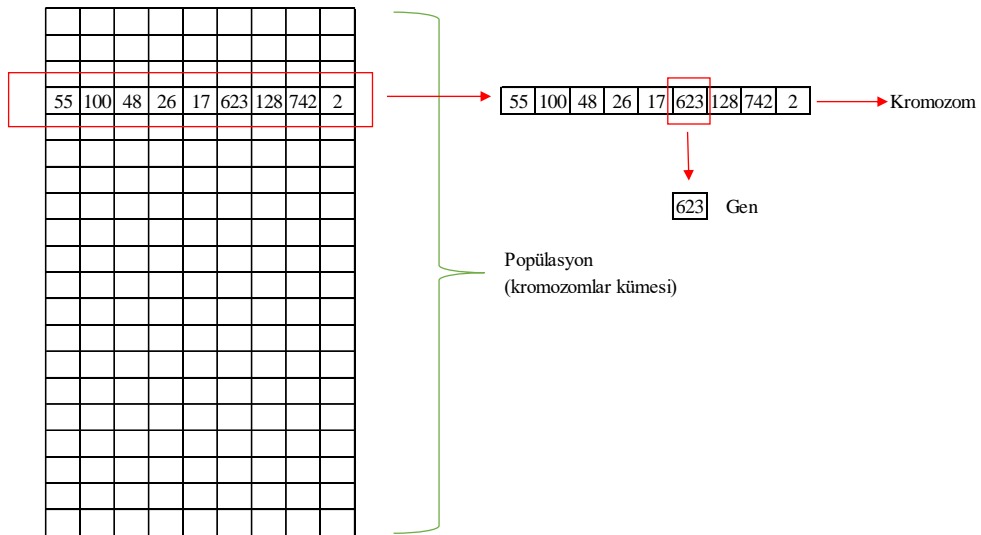 55 100 48 26 17 623 128 742 2
55 100 48 26 17 623 128 742 2
Kromozom
623 Gen
Popülasyon
(kromozomlar kümesi)